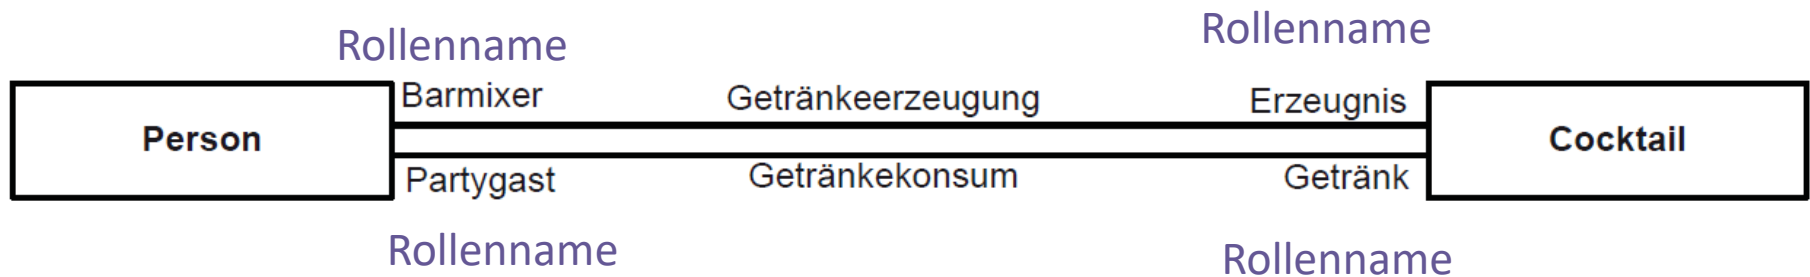 Rollenname
Rollenname
Barmixer
Getränkeerzeugung
Erzeugnis
Person
Cocktail
Partygast
Getränkekonsum
Getränk
Rollenname
Rollenname